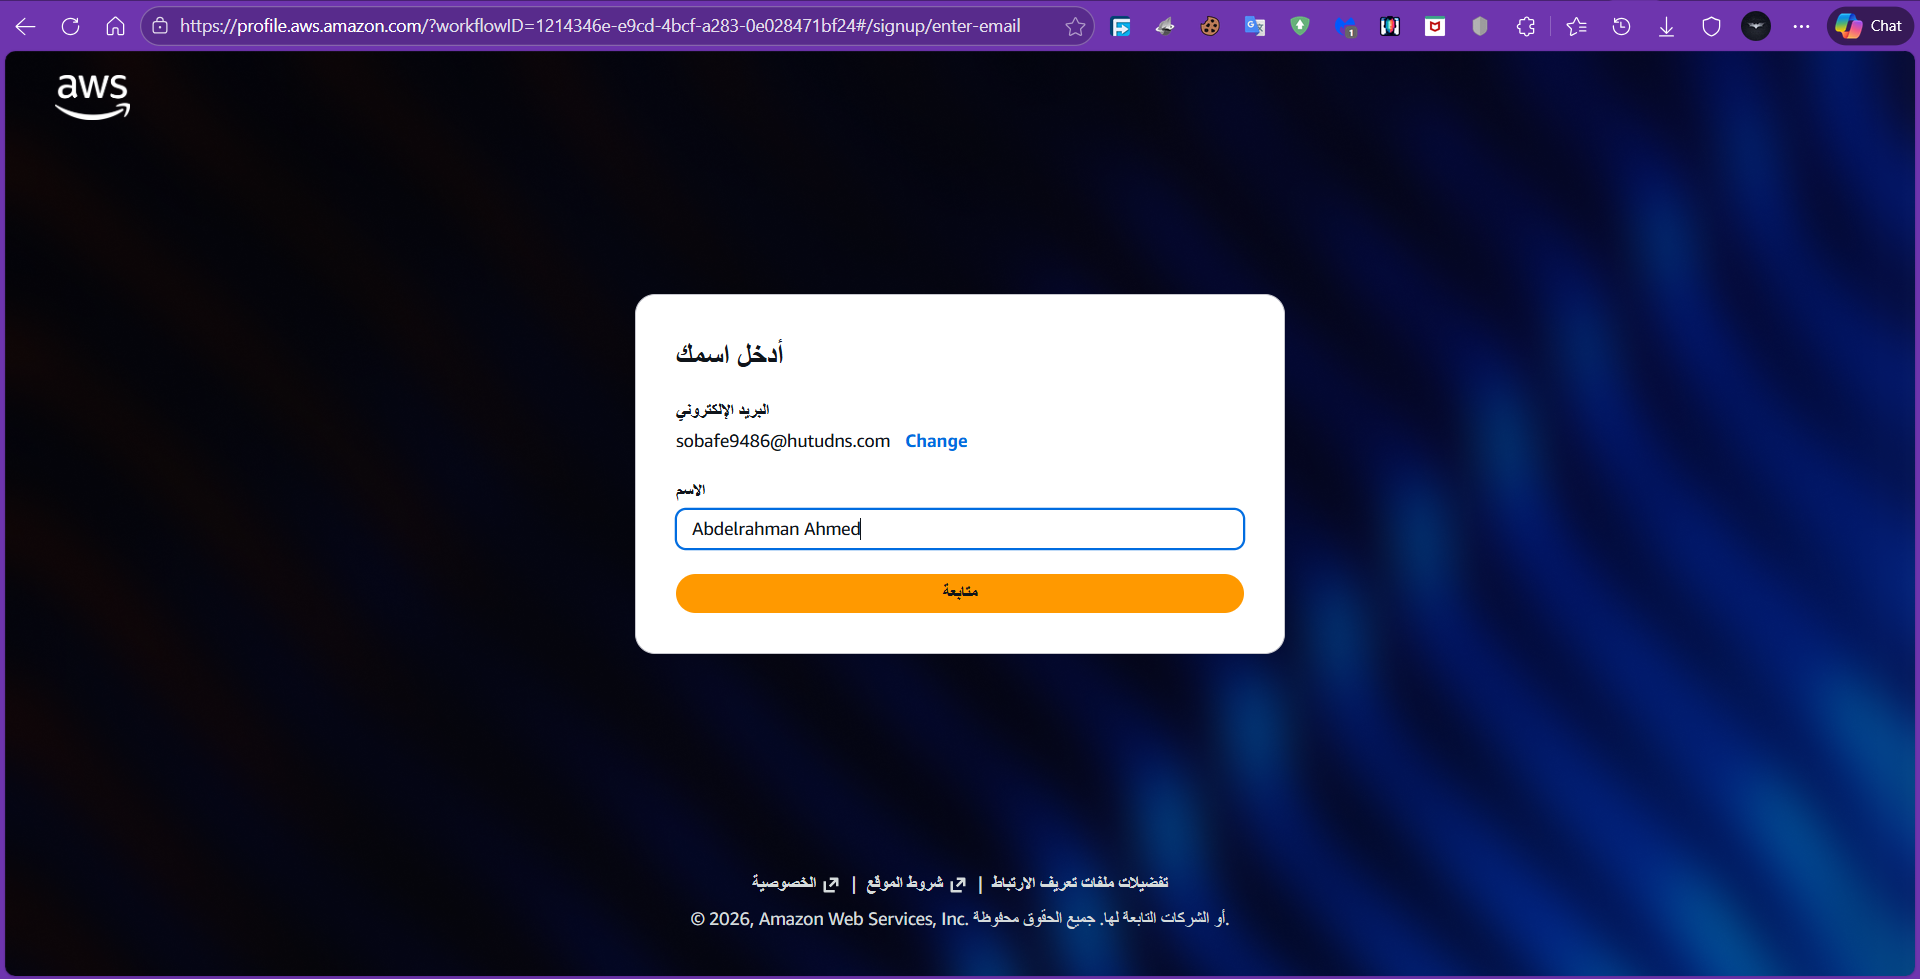 https://profile.aws.amazon.com/?workflowID=1214346e-e9cd-4bcf-a283-0e028471bf24#/signup/enter-email
1
Chat
aws
أدخل اسمك
البريد الإلكتروني
sobafe9486@hutudns.com Change
الاسم
Abdelrahman Ahmed
متابعة
الخصوصية | شروط الموقع | تفضيلات ملفات تعريف الارتباط
© 2026, Amazon Web Services, Inc. أو الشركات التابعة لها. جميع الحقوق محفوظة.